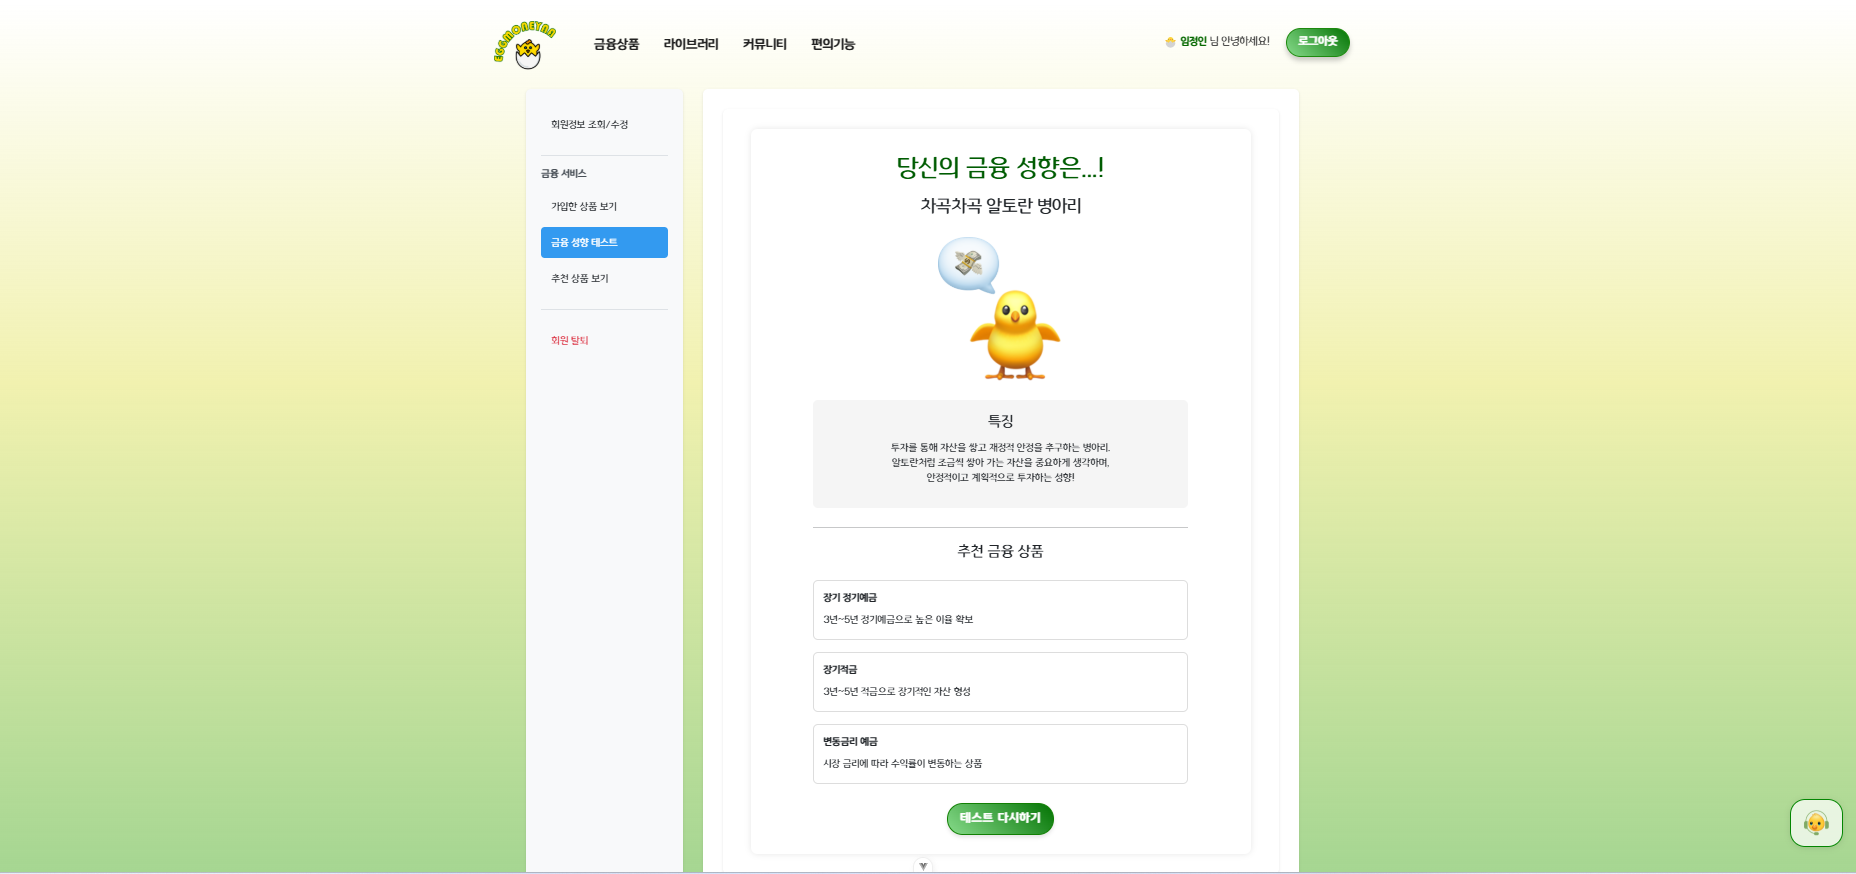 EGGMONEYNA
금융상품
라이브러리
커뮤니티
편의기능
임정인 님 안녕하세요!
로그아웃
회원정보 조회/수정
금융 서비스
가입한 상품 보기
금융 성향 테스트
추천 상품 보기
회원 탈퇴
당신의 금융 성향은...!
차곡차곡 알토란 병아리
특징
투자를 통해 자산을 쌓고 재정적 안정을 추구하는 병아리.
알토란처럼 조금씩 쌓아 가는 자산을 중요하게 생각하며,
안정적이고 계획적으로 투자하는 성향!
추천 금융 상품
장기 정기예금
3년~5년 정기예금으로 높은 이율 확보
장기적금
3년~5년 적금으로 장기적인 자산 형성
변동금리 예금
시장 금리에 따라 수익률이 변동하는 상품
테스트 다시하기